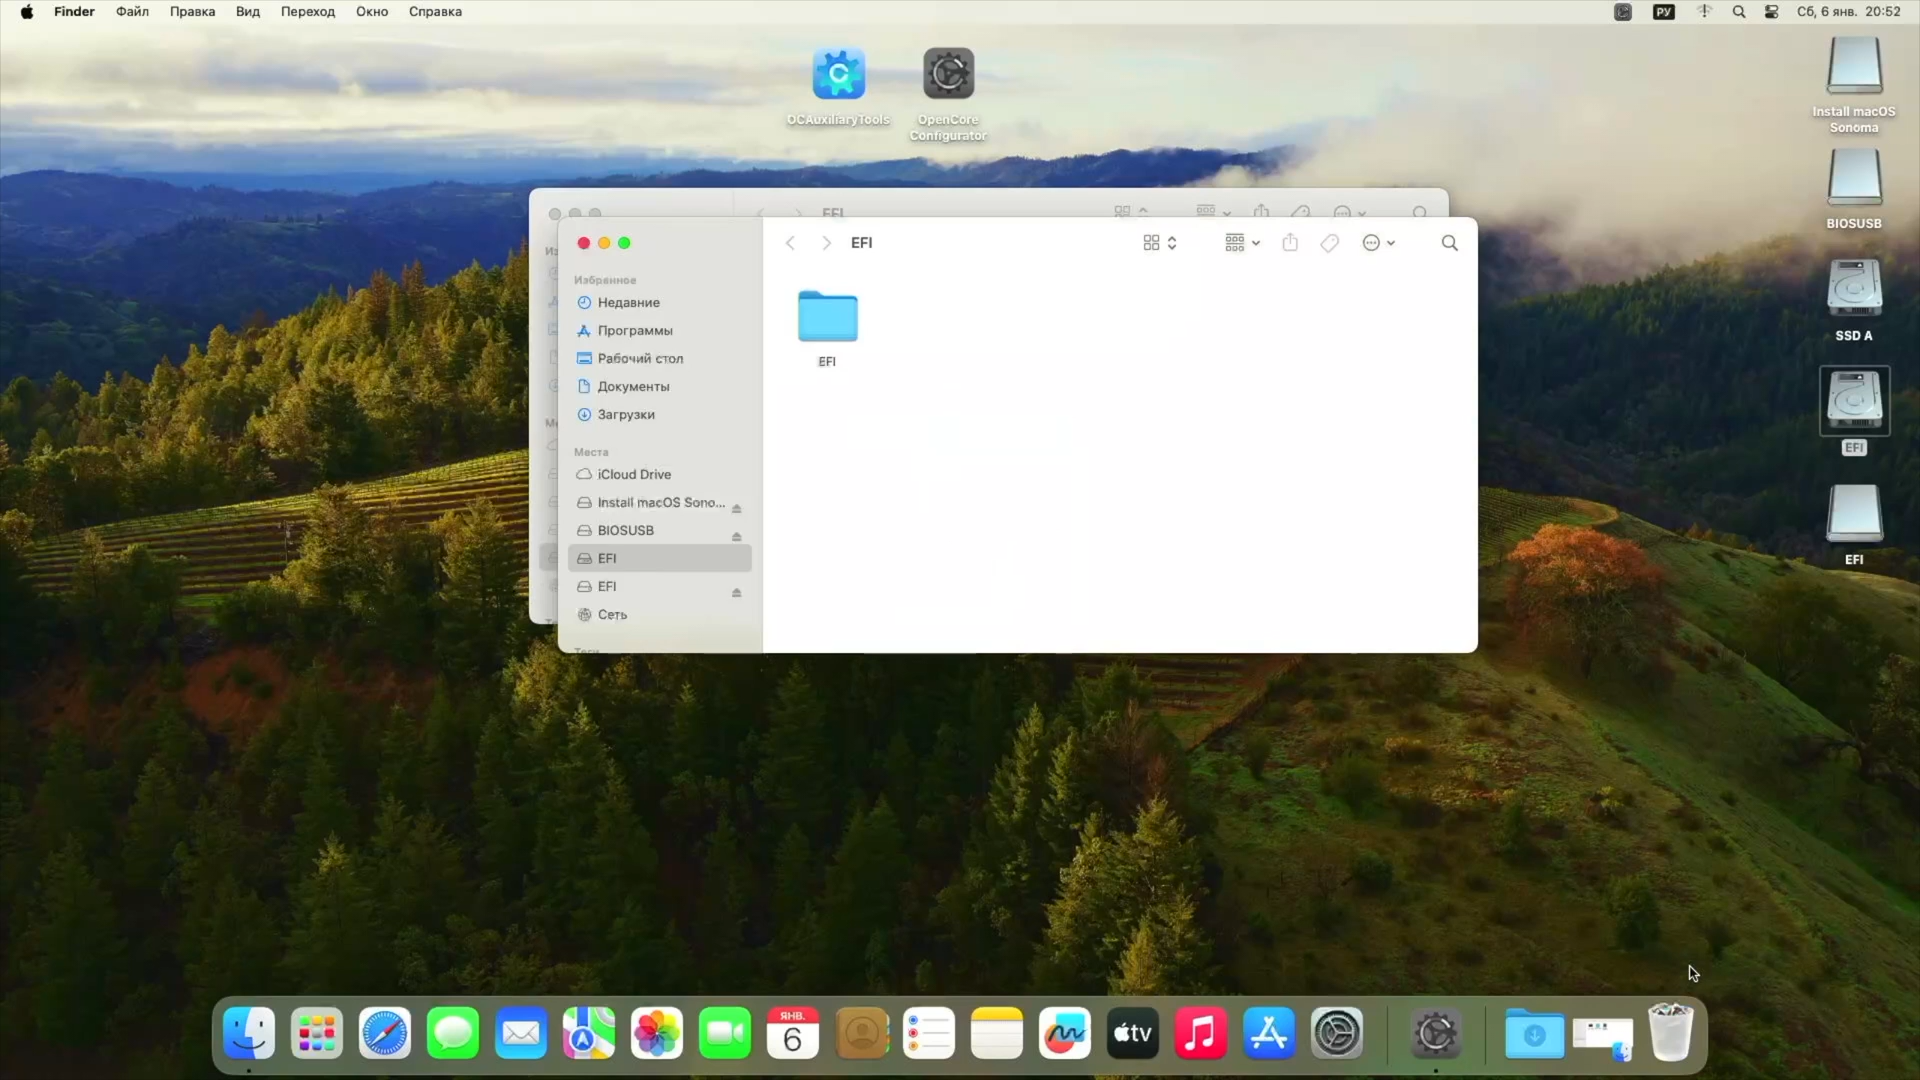 Finder Файл Правка Вид Переход Окно Справка РУ Сб, 6 янв. 20:52
OCAuxiliaryTools
OpenCore
Configurator
Install macOS
Sonoma
BIOSUSB
SSD A
EFI
EFI
EFI
EFI
Избранное
Недавние
Программы
Рабочий стол
Документы
Загрузки
Места
iCloud Drive
Install macOS Sono...
BIOSUSB
EFI
EFI
Сеть
Теги
EFI
ЯНВ.
6
tv